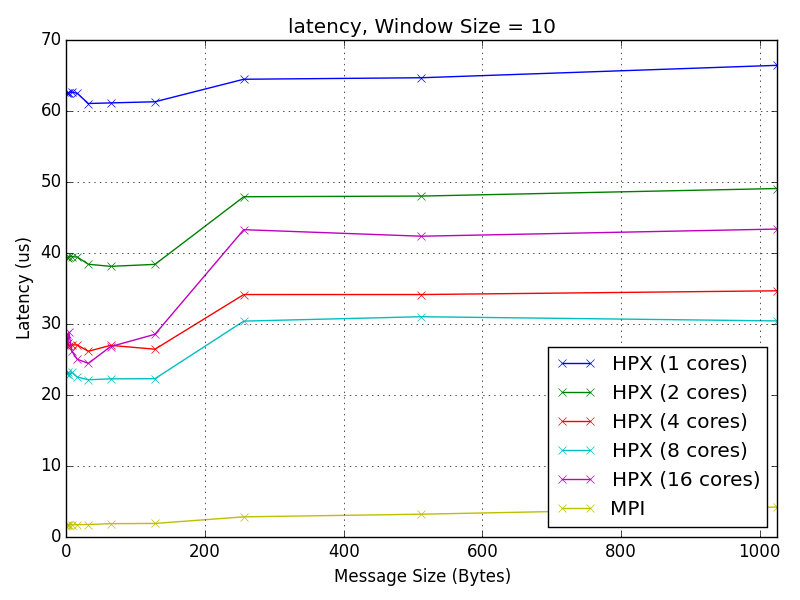 latency, Window Size = 10
70
60
50
40
30
20
10
0
Latency (us)
HPX (1 cores)
HPX (2 cores)
HPX (4 cores)
HPX (8 cores)
HPX (16 cores)
MPI
0 200 400 600 800 1000
Message Size (Bytes)